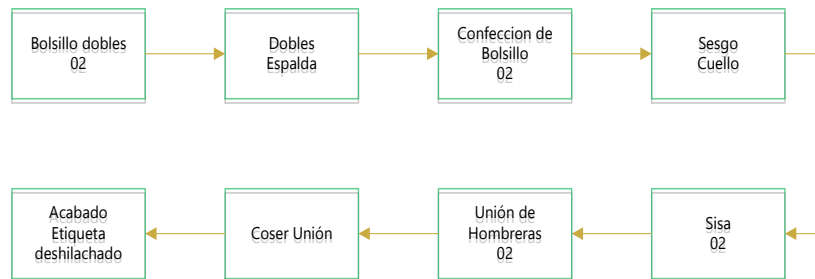 Bolsillo dobles
02
Dobles
Espalda
Confeccion de
Bolsillo
02
Sesgo
Cuello
Acabado
Etiqueta
deshilachado
Coser Unión
Unión de
Hombreras
02
Sisa
02